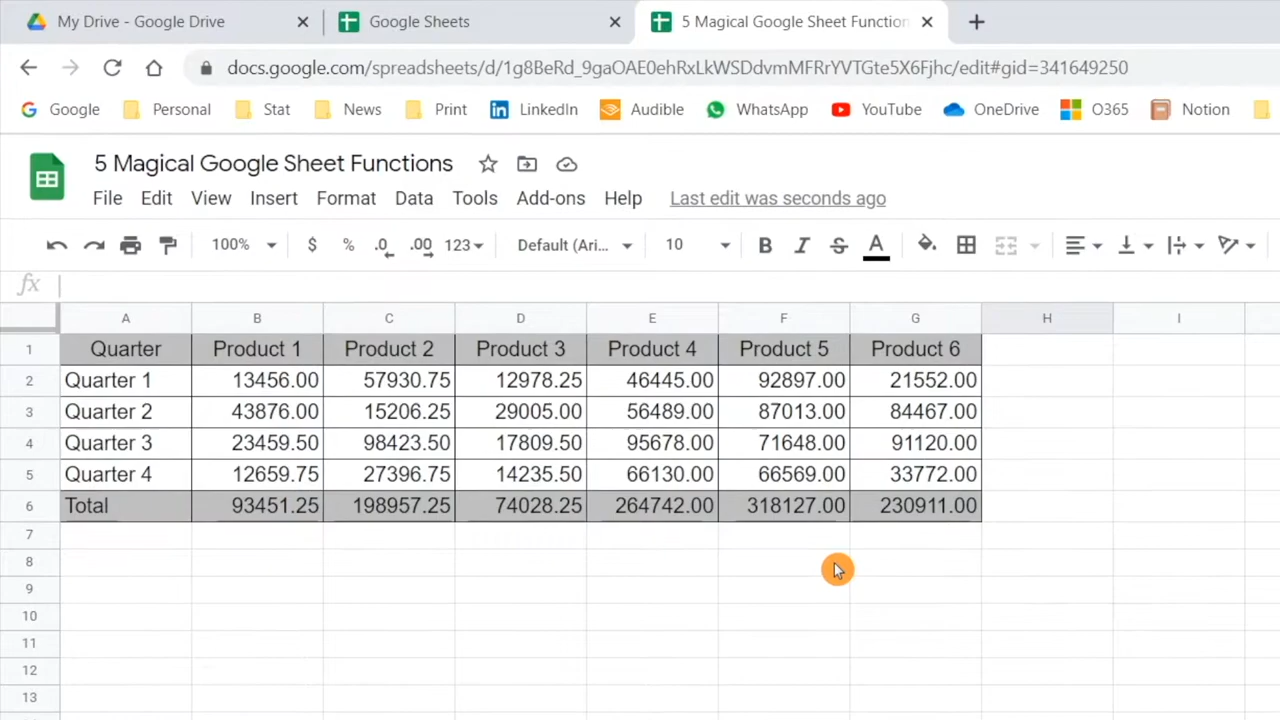 My Drive - Google Drive Google Sheets 5 Magical Google Sheet Function
docs.google.com/spreadsheets/d/1g8BeRd_9gaOAE0ehRxLkWSDdvmMFRrYVTGte5X6Fjhc/edit#gid=341649250
Google Personal Stat News Print LinkedIn Audible WhatsApp YouTube OneDrive O365 Notion
5 Magical Google Sheet Functions
File Edit View Insert Format Data Tools Add-ons Help Last edit was seconds ago
100% $ % .0 .00 123 Default (Ari... 10 B I S A
fx
A B C D E F G H I
1 Quarter Product 1 Product 2 Product 3 Product 4 Product 5 Product 6
2 Quarter 1 13456.00 57930.75 12978.25 46445.00 92897.00 21552.00
3 Quarter 2 43876.00 15206.25 29005.00 56489.00 87013.00 84467.00
4 Quarter 3 23459.50 98423.50 17809.50 95678.00 71648.00 91120.00
5 Quarter 4 12659.75 27396.75 14235.50 66130.00 66569.00 33772.00
6 Total 93451.25 198957.25 74028.25 264742.00 318127.00 230911.00
7
8
9
10
11
12
13